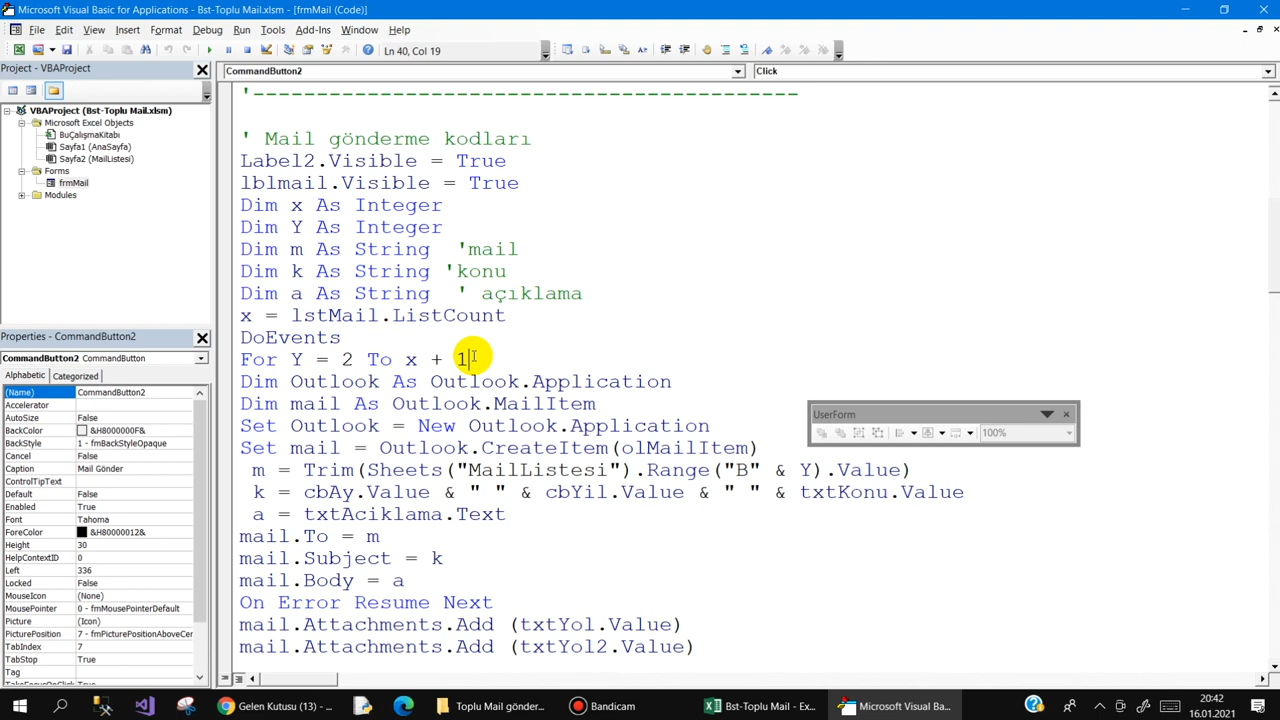 Microsoft Visual Basic for Applications - Bst-Toplu Mail.xlsm - [frmMail (Code)]
File Edit View Insert Format Debug Run Tools Add-Ins Window Help
Ln 40, Col 19
Project - VBAProject
CommandButton2
Click
VBAProject (Bst-Toplu Mail.xlsm)
Microsoft Excel Objects
BuÇalışmaKitabı
Sayfa1 (AnaSayfa)
Sayfa2 (MailListesi)
Forms
frmMail
Modules
Properties - CommandButton2
CommandButton2 CommandButton
Alphabetic Categorized
(Name) CommandButton2
Accelerator
AutoSize False
BackColor &H8000000F&
BackStyle 1 - fmBackStyleOpaque
Cancel False
Caption Mail Gönder
ControlTipText
Default False
Enabled True
Font Tahoma
ForeColor &H80000012&
Height 30
HelpContextID 0
Left 336
Locked False
MouseIcon (None)
MousePointer 0 - fmMousePointerDefault
Picture (Icon)
PicturePosition 7 - fmPicturePositionAboveCen
TabIndex 7
TabStop True
Tag
TakeFocusOnClick True
'-------------------------------------------
' Mail gönderme kodları
Label2.Visible = True
lblmail.Visible = True
Dim x As Integer
Dim Y As Integer
Dim m As String 'mail
Dim k As String 'konu
Dim a As String ' açıklama
x = lstMail.ListCount
DoEvents
For Y = 2 To x + 1
Dim Outlook As Outlook.Application
Dim mail As Outlook.MailItem
Set Outlook = New Outlook.Application
Set mail = Outlook.CreateItem(olMailItem)
m = Trim(Sheets("MailListesi").Range("B" & Y).Value)
k = cbAy.Value & " " & cbYil.Value & " " & txtKonu.Value
a = txtAciklama.Text
mail.To = m
mail.Subject = k
mail.Body = a
On Error Resume Next
mail.Attachments.Add (txtYol.Value)
mail.Attachments.Add (txtYol2.Value)
UserForm
100%
Gelen Kutusu (13) - ...
Toplu Mail gönder...
Bandicam
Bst-Toplu Mail - Ex...
Microsoft Visual Ba...
20:42
16.01.2021